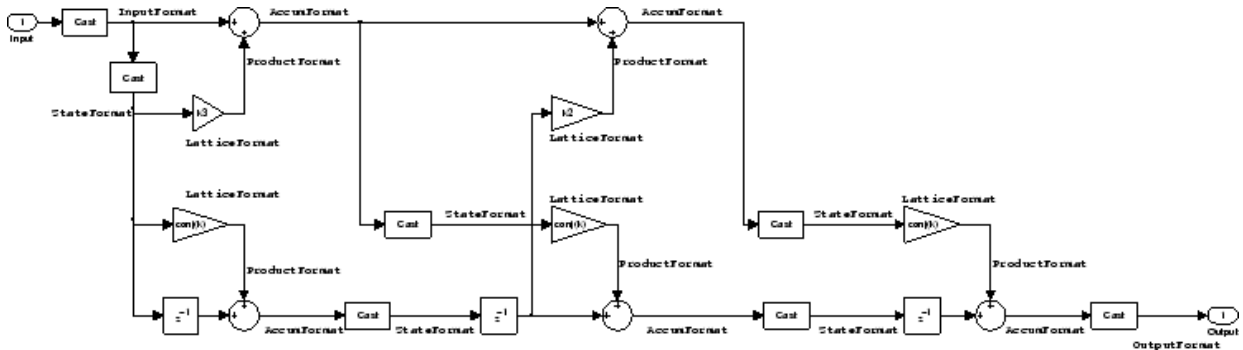 1
Input
Cast
InputFormat
AccumFormat
AccumFormat
ProductFormat
ProductFormat
Cast
StateFormat
k3
k2
LatticeFormat
LatticeFormat
LatticeFormat
LatticeFormat
LatticeFormat
conj(k)
Cast
StateFormat
conj(k)
Cast
StateFormat
conj(k)
ProductFormat
ProductFormat
ProductFormat
z-1
AccumFormat
Cast
StateFormat
z-1
AccumFormat
Cast
StateFormat
z-1
AccumFormat
Cast
1
Output
OutputFormat